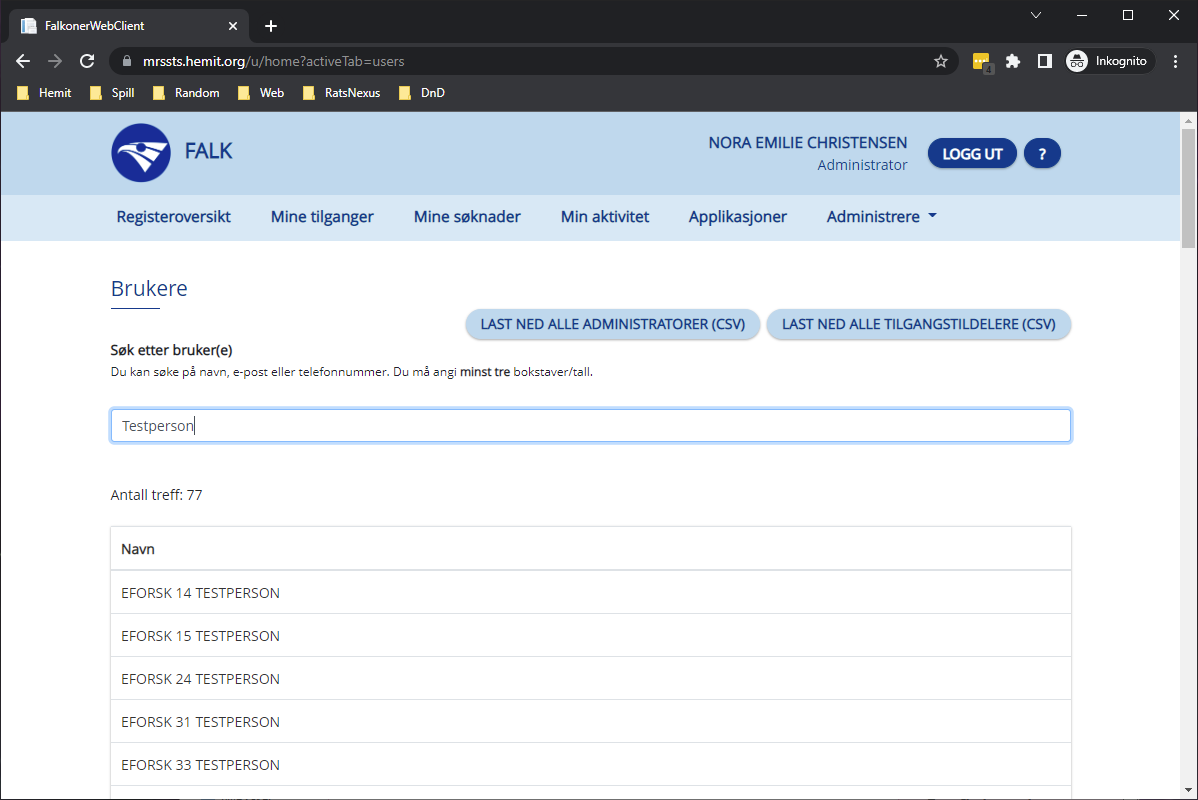 FalkonerWebClient
mrssts.hemit.org/u/home?activeTab=users
4
Inkognito
Hemit Spill Random Web RatsNexus DnD
FALK
NORA EMILIE CHRISTENSEN
Administrator
LOGG UT
?
Registeroversikt Mine tilganger Mine søknader Min aktivitet Applikasjoner Administrere
Brukere
LAST NED ALLE ADMINISTRATORER (CSV) LAST NED ALLE TILGANGSTILDELERE (CSV)
Søk etter bruker(e)
Du kan søke på navn, e-post eller telefonnummer. Du må angi minst tre bokstaver/tall.
Testperson
Antall treff: 77
Navn
EFORSK 14 TESTPERSON
EFORSK 15 TESTPERSON
EFORSK 24 TESTPERSON
EFORSK 31 TESTPERSON
EFORSK 33 TESTPERSON